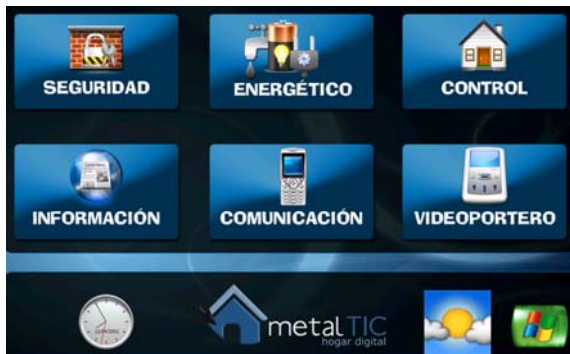 SEGURIDAD
ENERGÉTICO
CONTROL
INFORMACIÓN
COMUNICACIÓN
VIDEOPORTERO
metalTIC
hogar digital